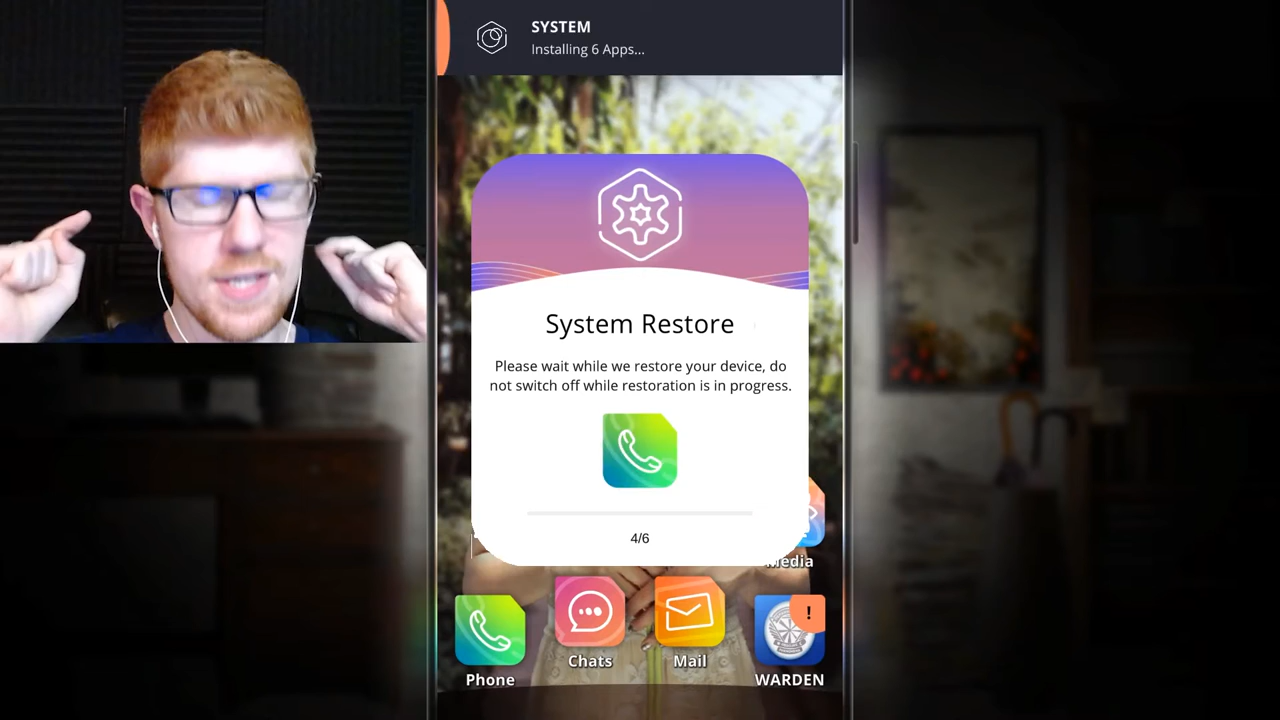 SYSTEM
Installing 6 Apps...
System Restore
Please wait while we restore your device, do
not switch off while restoration is in progress.
4/6
Media
!
Chats
Mail
Phone
WARDEN